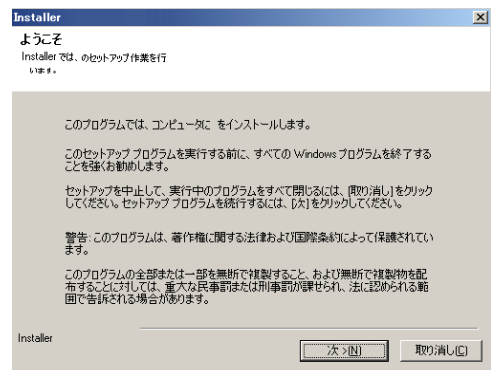 Installer
ようこそ
Installer では、のセットアップ作業を行
います。
このプログラムでは、コンピュータに をインストールします。
このセットアップ プログラムを実行する前に、すべての Windows プログラムを終了する
ことを強くお勧めします。
セットアップを中止して、実行中のプログラムをすべて閉じるには、[取り消し]をクリック
してください。セットアップ プログラムを続行するには、[次]をクリックしてください。
警告: このプログラムは、著作権に関する法律および国際条約によって保護されてい
ます。
このプログラムの全部または一部を無断で複製すること、および無断で複製物を配
布することに対しては、重大な民事罰または刑事罰が課せられ、法に認められる範
囲で告訴される場合があります。
Installer
次 >(N)
取り消し(C)